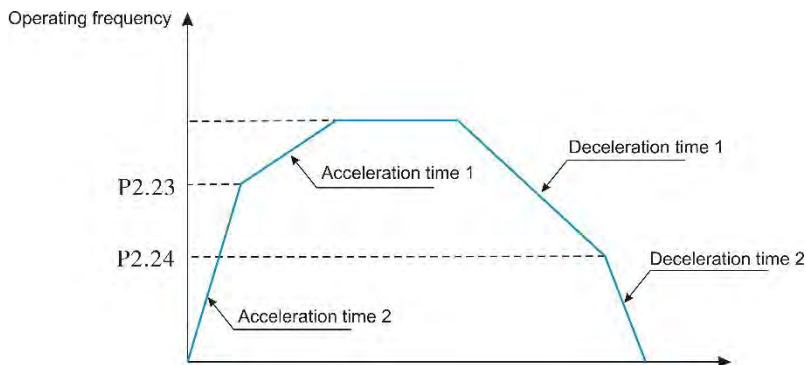 Operating frequency
Deceleration time 1
Acceleration time 1
P2.23
P2.24
Deceleration time 2
Acceleration time 2